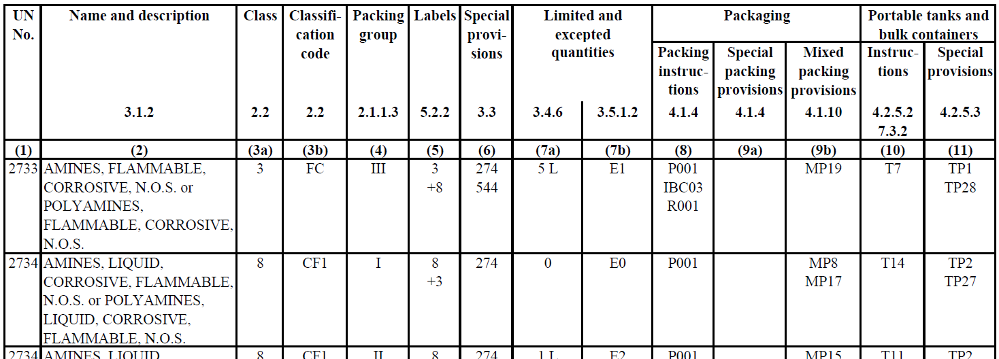 UN No. Name and description Class Classifi-cation code Packing group Labels Special provi-sions Limited and excepted quantities Packaging Portable tanks and bulk containers
Packing instruc-tions Special packing provisions Mixed packing provisions Instruc-tions Special provisions
3.1.2 2.2 2.2 2.1.1.3 5.2.2 3.3 3.4.6 3.5.1.2 4.1.4 4.1.4 4.1.10 4.2.5.2 4.2.5.3
7.3.2
(1) (2) (3a) (3b) (4) (5) (6) (7a) (7b) (8) (9a) (9b) (10) (11)
2733 AMINES, FLAMMABLE, 3 FC III 3 274 5 L E1 P001 MP19 T7 TP1
CORROSIVE, N.O.S. or +8 544 IBC03 TP28
POLYAMINES, R001
FLAMMABLE, CORROSIVE,
N.O.S.
2734 AMINES, LIQUID, 8 CF1 I 8 274 0 E0 P001 MP8 T14 TP2
CORROSIVE, FLAMMABLE, +3 MP17 TP27
N.O.S. or POLYAMINES,
LIQUID, CORROSIVE,
FLAMMABLE, N.O.S.
2734 AMINES, LIQUID 8 CF1 II 8 274 1 L E2 P001 MP15 T11 TP2